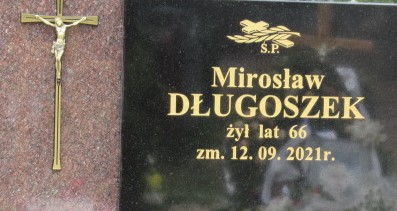 Ś.P.
Mirosław
DŁUGOSZEK
żył lat 66
zm. 12. 09. 2021r.